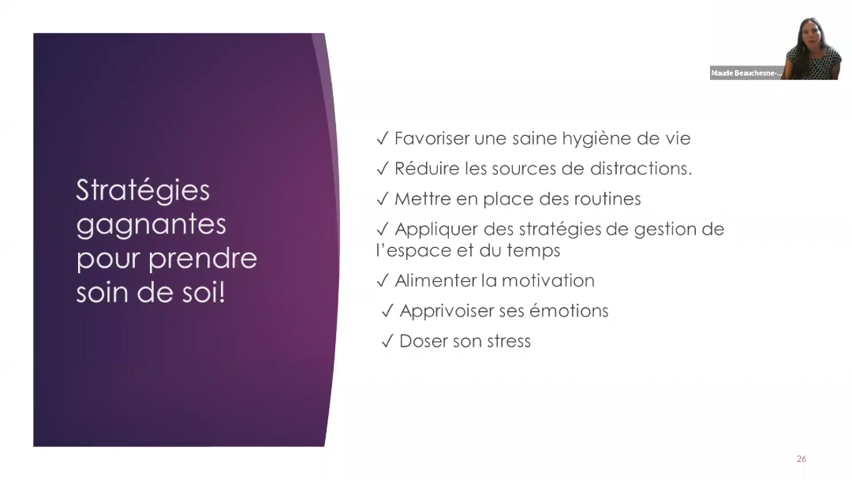 Maude Beauchesne-...
Stratégies
gagnantes
pour prendre
soin de soi!
✓ Favoriser une saine hygiène de vie
✓ Réduire les sources de distractions.
✓ Mettre en place des routines
✓ Appliquer des stratégies de gestion de
l'espace et du temps
✓ Alimenter la motivation
✓ Apprivoiser ses émotions
✓ Doser son stress
26